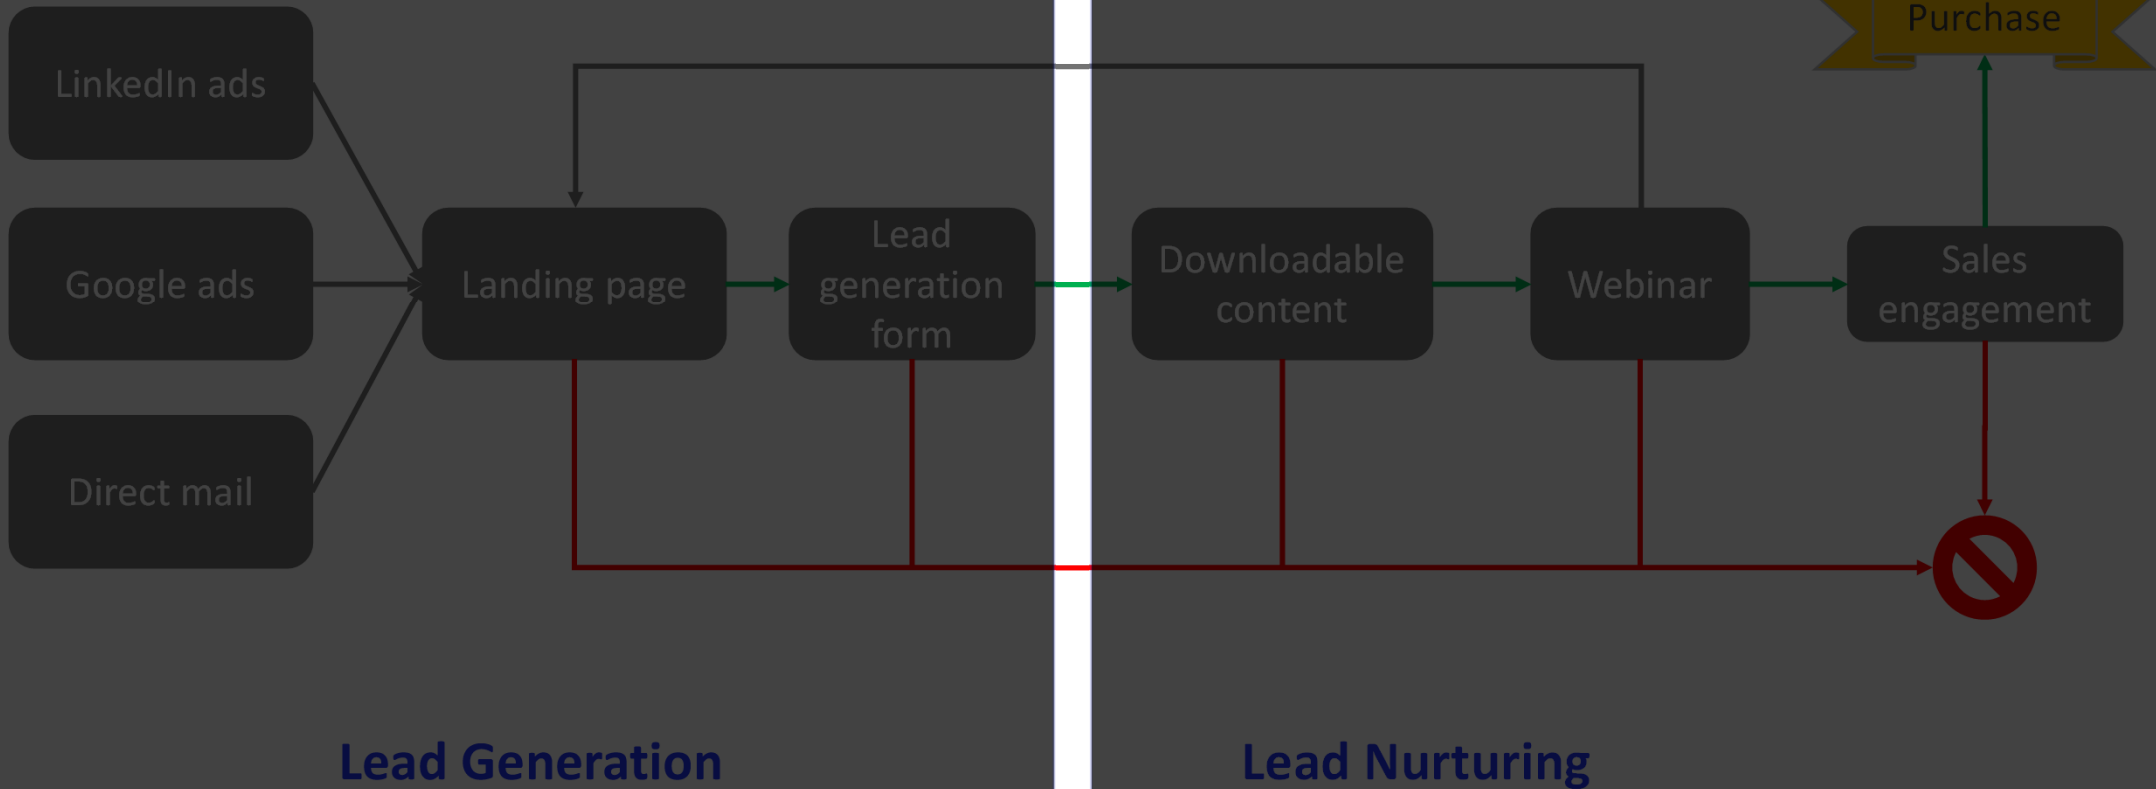 Purchase
LinkedIn ads
Google ads
Direct mail
Landing page
Lead
generation
form
Downloadable
content
Webinar
Sales
engagement
Lead Generation
Lead Nurturing